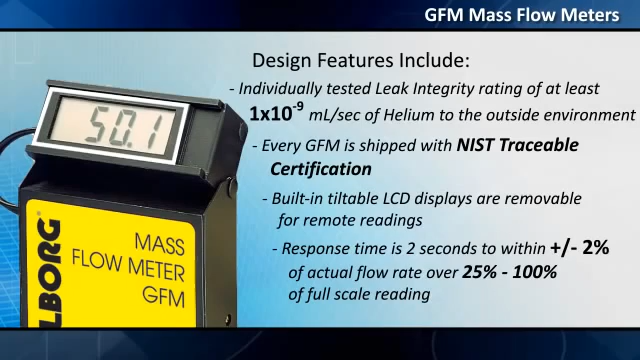 GFM Mass Flow Meters
Design Features Include:
- Individually tested Leak Integrity rating of at least
1x10⁻⁹ mL/sec of Helium to the outside environment
- Every GFM is shipped with NIST Traceable
Certification
- Built-in tiltable LCD displays are removable
for remote readings
- Response time is 2 seconds to within +/- 2%
of actual flow rate over 25% - 100%
of full scale reading
50.1
LBORG
MASS
FLOW METER
GFM